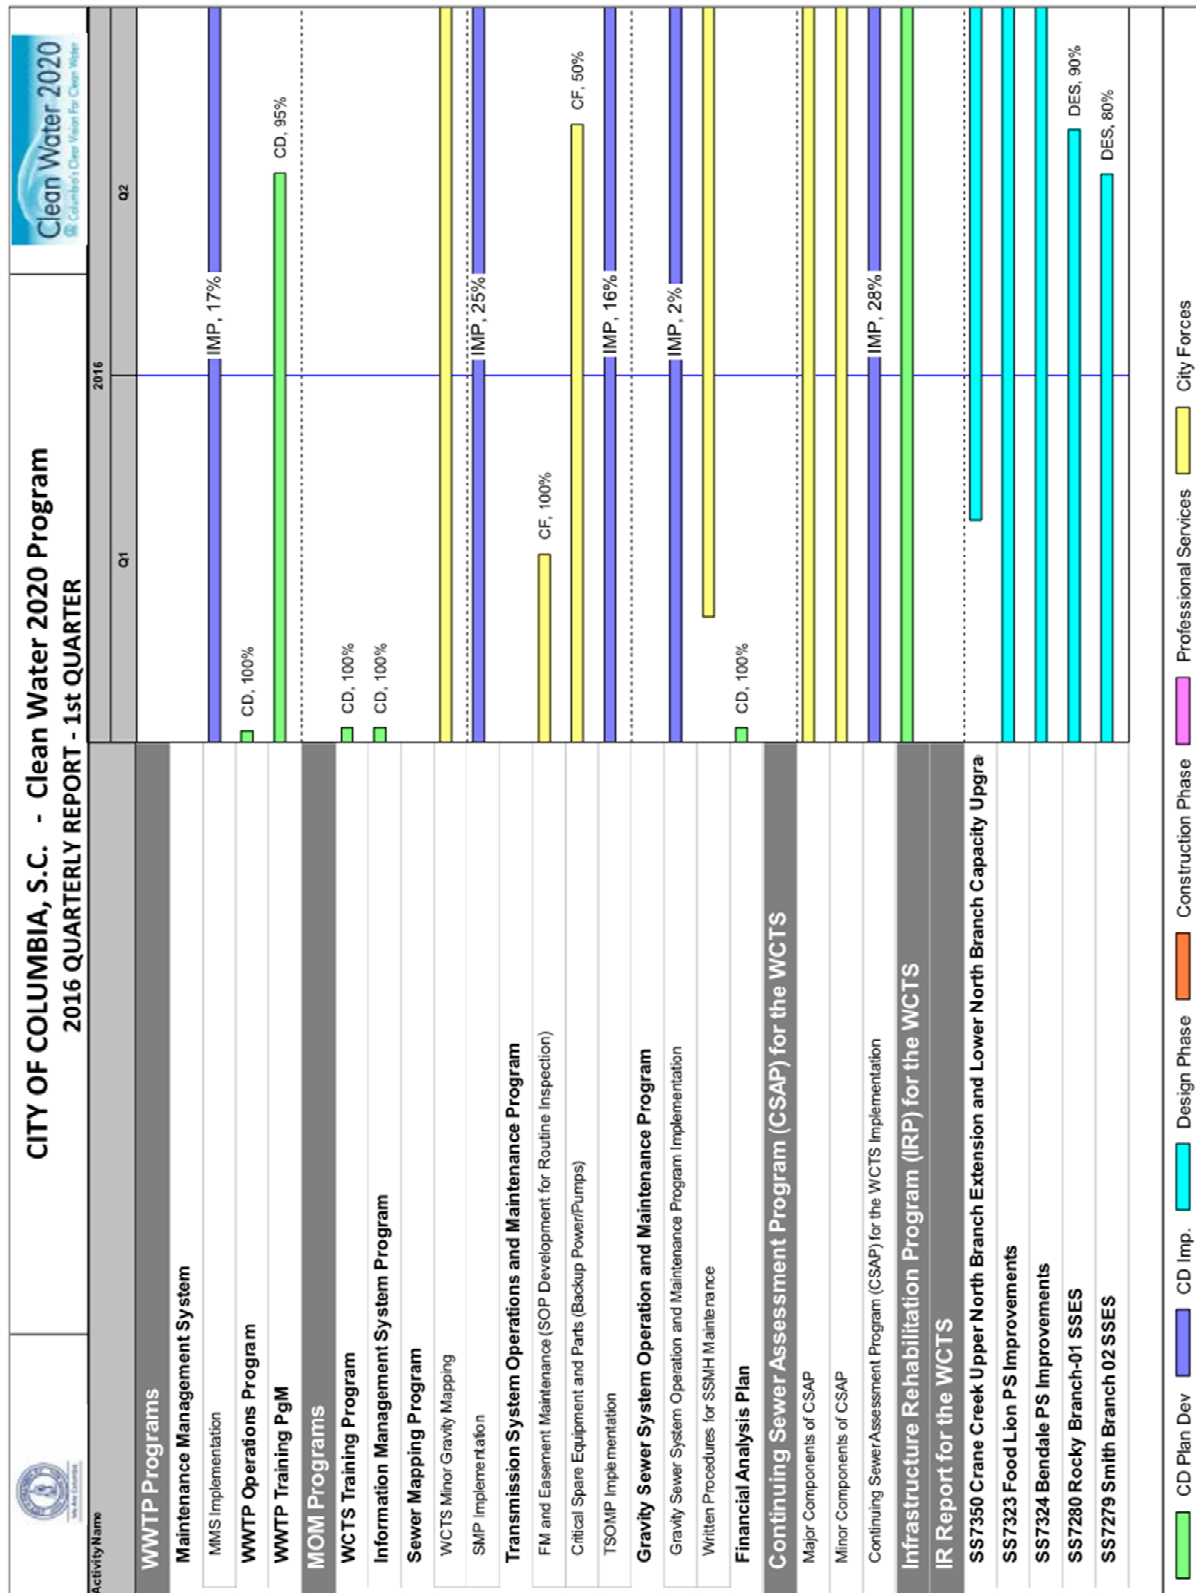 CITY OF COLUMBIA, S.C. - Clean Water 2020 Program
2016 QUARTERLY REPORT - 1st QUARTER
We Are Columbia
Clean Water 2020
Columbia's Clear Vision For Clean Water
Activity Name
2016
Q1
Q2
WWTP Programs
Maintenance Management System
MMS Implementation
IMP, 17%
WWTP Operations Program
CD, 100%
WWTP Training PgM
CD, 95%
MOM Programs
WCTS Training Program
CD, 100%
Information Management System Program
CD, 100%
Sewer Mapping Program
WCTS Minor Gravity Mapping
SMP Implementation
IMP, 25%
Transmission System Operations and Maintenance Program
FM and Easement Maintenance (SOP Development for Routine Inspection)
CF, 100%
Critical Spare Equipment and Parts (Backup Power/Pumps)
CF, 50%
TSOMP Implementation
IMP, 16%
Gravity Sewer System Operation and Maintenance Program
Gravity Sewer System Operation and Maintenance Program Implementation
IMP, 2%
Written Procedures for SSMH Maintenance
Financial Analysis Plan
CD, 100%
Continuing Sewer Assessment Program (CSAP) for the WCTS
Major Components of CSAP
Minor Components of CSAP
Continuing Sewer Assessment Program (CSAP) for the WCTS Implementation
IMP, 28%
Infrastructure Rehabilitation Program (IRP) for the WCTS
IR Report for the WCTS
SS7350 Crane Creek Upper North Branch Extension and Lower North Branch Capacity Upgra
SS7323 Food Lion PS Improvements
SS7324 Bendale PS Improvements
SS7280 Rocky Branch-01 SSES
DES, 90%
SS7279 Smith Branch 02 SSES
DES, 80%
CD Plan Dev
CD Imp.
Design Phase
Construction Phase
Professional Services
City Forces